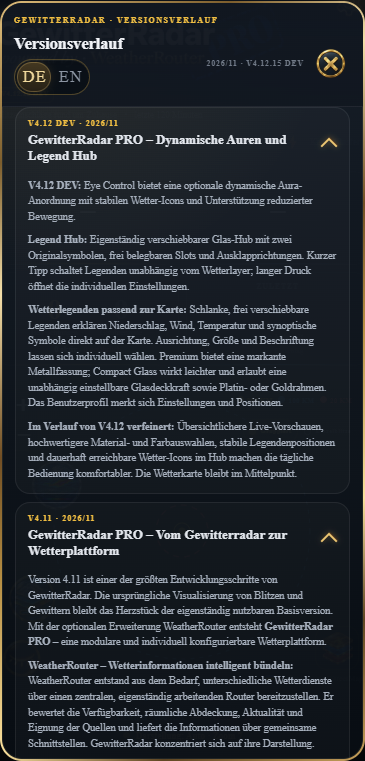 GEWITTERRADAR · VERSIONSVERLAUF
Versionsverlauf
DE EN
2026/11 · V4.12.15 DEV
V4.12 DEV · 2026/11
GewitterRadar PRO – Dynamische Auren und
Legend Hub
V4.12 DEV: Eye Control bietet eine optionale dynamische Aura-
Anordnung mit stabilen Wetter-Icons und Unterstützung reduzierter
Bewegung.
Legend Hub: Eigenständig verschiebbarer Glas-Hub mit zwei
Originalsymbolen, frei belegbaren Slots und Ausklapprichtungen. Kurzer
Tipp schaltet Legenden unabhängig vom Wetterlayer; langer Druck
öffnet die individuellen Einstellungen.
Wetterlegenden passend zur Karte: Schlanke, frei verschiebbare
Legenden erklären Niederschlag, Wind, Temperatur und synoptische
Symbole direkt auf der Karte. Ausrichtung, Größe und Beschriftung
lassen sich individuell wählen. Premium bietet eine markante
Metallfassung; Compact Glass wirkt leichter und erlaubt eine
unabhängig einstellbare Glasdeckkraft sowie Platin- oder Goldrahmen.
Das Benutzerprofil merkt sich Einstellungen und Positionen.
Im Verlauf von V4.12 verfeinert: Übersichtlichere Live-Vorschauen,
hochwertigere Material- und Farbauswahlen, stabile Legendenpositionen
und dauerhaft erreichbare Wetter-Icons im Hub machen die tägliche
Bedienung komfortabler. Die Wetterkarte bleibt im Mittelpunkt.
V4.11 · 2026/11
GewitterRadar PRO – Vom Gewitterradar zur
Wetterplattform
Version 4.11 ist einer der größten Entwicklungsschritte von
GewitterRadar. Die ursprüngliche Visualisierung von Blitzen und
Gewittern bleibt das Herzstück der eigenständig nutzbaren Basisversion.
Mit der optionalen Erweiterung WeatherRouter entsteht GewitterRadar
PRO – eine modulare und individuell konfigurierbare Wetterplattform.
WeatherRouter – Wetterinformationen intelligent bündeln:
WeatherRouter entstand aus dem Bedarf, unterschiedliche Wetterdienste
über einen zentralen, eigenständig arbeitenden Router bereitzustellen. Er
bewertet die Verfügbarkeit, räumliche Abdeckung, Aktualität und
Eignung der Quellen und liefert die Informationen über gemeinsame
Schnittstellen. GewitterRadar konzentriert sich auf ihre Darstellung.